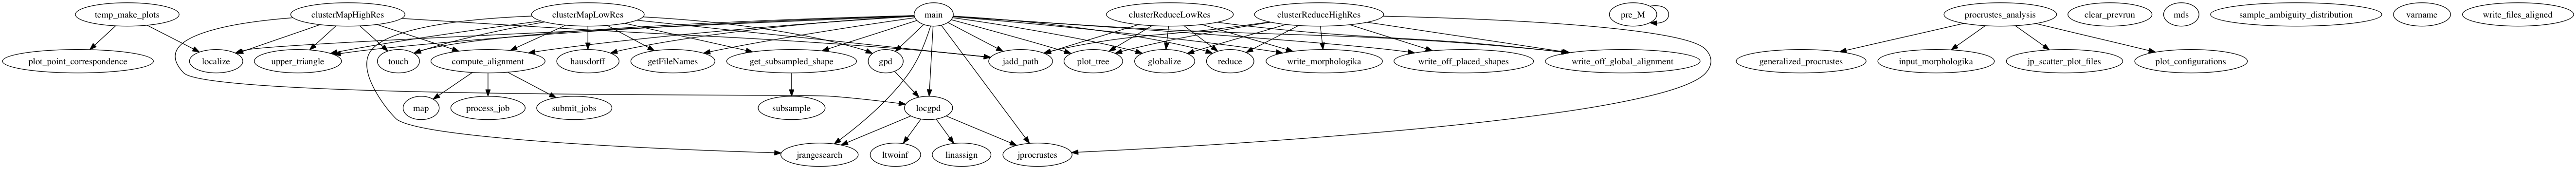 temp_make_plots
clusterMapHighRes
clusterMapLowRes
main
clusterReduceLowRes
clusterReduceHighRes
pre_M
procrustes_analysis
clear_prevrun
mds
sample_ambiguity_distribution
varname
write_files_aligned
plot_point_correspondence
localize
upper_triangle
touch
compute_alignment
hausdorff
getFileNames
get_subsampled_shape
gpd
jadd_path
plot_tree
globalize
reduce
write_morphologika
write_off_placed_shapes
write_off_global_alignment
generalized_procrustes
input_morphologika
jp_scatter_plot_files
plot_configurations
map
process_job
submit_jobs
subsample
locgpd
jrangesearch
ltwoinf
linassign
jprocrustes